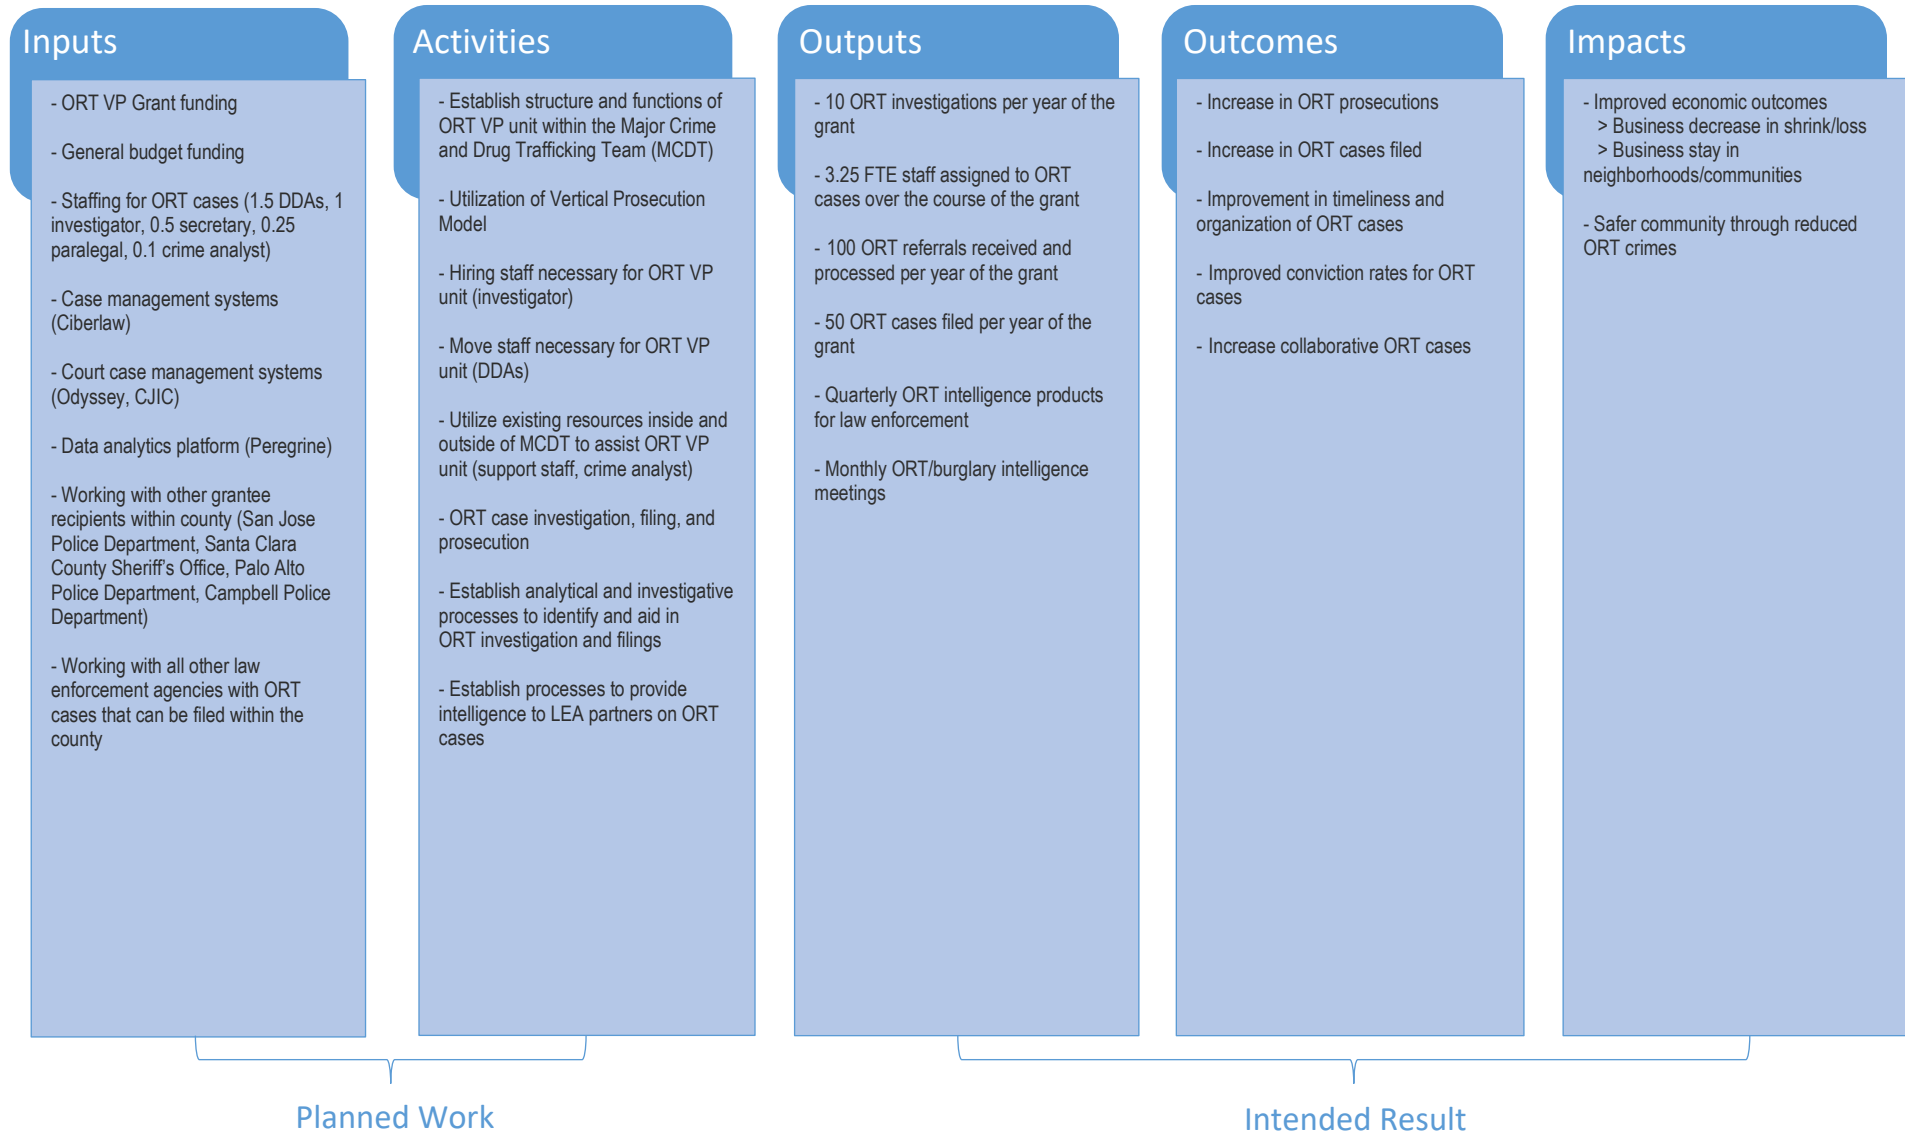 Inputs
- ORT VP Grant funding
- General budget funding
- Staffing for ORT cases (1.5 DDAs, 1
investigator, 0.5 secretary, 0.25
paralegal, 0.1 crime analyst)
- Case management systems
(Ciberlaw)
- Court case management systems
(Odyssey, CJIC)
- Data analytics platform (Peregrine)
- Working with other grantee
recipients within county (San Jose
Police Department, Santa Clara
County Sheriff's Office, Palo Alto
Police Department, Campbell Police
Department)
- Working with all other law
enforcement agencies with ORT
cases that can be filed within the
county
Activities
- Establish structure and functions of
ORT VP unit within the Major Crime
and Drug Trafficking Team (MCDT)
- Utilization of Vertical Prosecution
Model
- Hiring staff necessary for ORT VP
unit (investigator)
- Move staff necessary for ORT VP
unit (DDAs)
- Utilize existing resources inside and
outside of MCDT to assist ORT VP
unit (support staff, crime analyst)
- ORT case investigation, filing, and
prosecution
- Establish analytical and investigative
processes to identify and aid in
ORT investigation and filings
- Establish processes to provide
intelligence to LEA partners on ORT
cases
Outputs
- 10 ORT investigations per year of the
grant
- 3.25 FTE staff assigned to ORT
cases over the course of the grant
- 100 ORT referrals received and
processed per year of the grant
- 50 ORT cases filed per year of the
grant
- Quarterly ORT intelligence products
for law enforcement
- Monthly ORT/burglary intelligence
meetings
Outcomes
- Increase in ORT prosecutions
- Increase in ORT cases filed
- Improvement in timeliness and
organization of ORT cases
- Improved conviction rates for ORT
cases
- Increase collaborative ORT cases
Impacts
- Improved economic outcomes
> Business decrease in shrink/loss
> Business stay in
neighborhoods/communities
- Safer community through reduced
ORT crimes
Planned Work
Intended Result